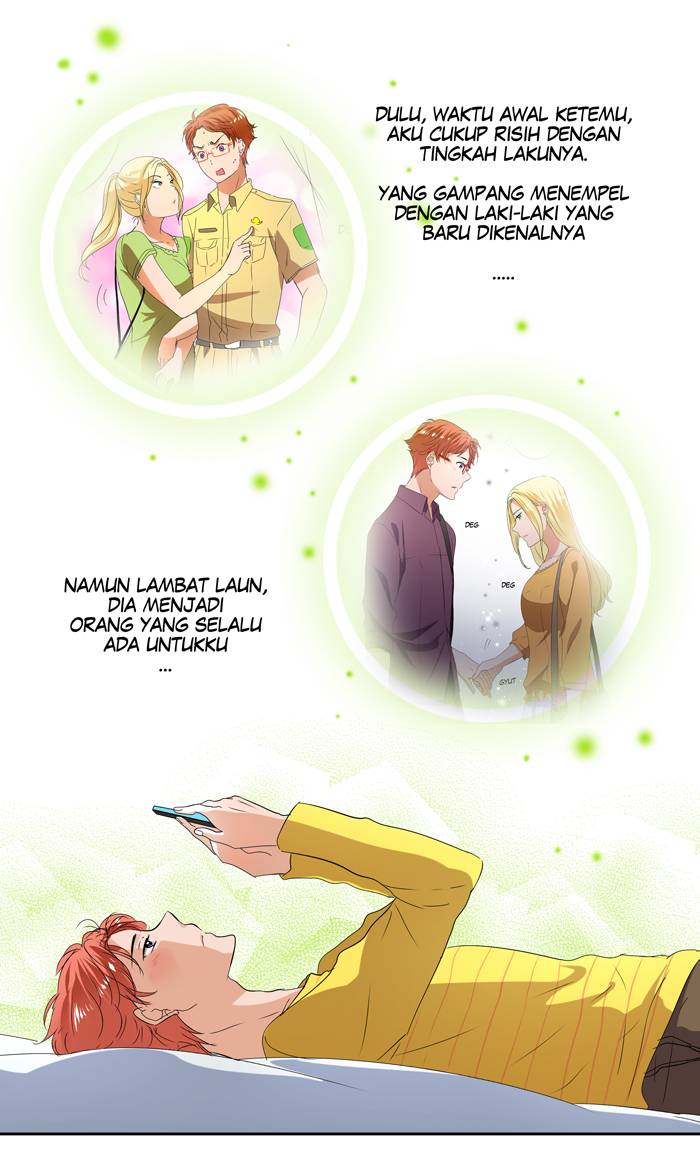 DULU, WAKTU AWAL KETEMU,
AKU CUKUP RISIH DENGAN
TINGKAH LAKUNYA.
YANG GAMPANG MENEMPEL
DENGAN LAKI-LAKI YANG
BARU DIKENALNYA
.....
DEG
DEG
GYUT
NAMUN LAMBAT LAUN,
DIA MENJADI
ORANG YANG SELALU
ADA UNTUKKU
...